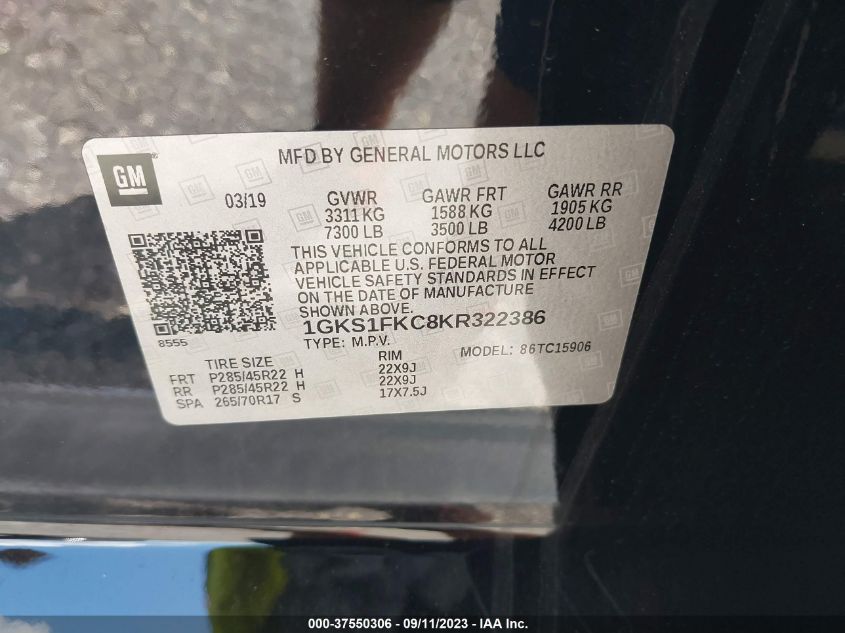 GM
MFD BY GENERAL MOTORS LLC
03/19
GVWR
3311 KG
7300 LB
GAWR FRT
1588 KG
3500 LB
GAWR RR
1905 KG
4200 LB
THIS VEHICLE CONFORMS TO ALL
APPLICABLE U.S. FEDERAL MOTOR
VEHICLE SAFETY STANDARDS IN EFFECT
ON THE DATE OF MANUFACTURE
SHOWN ABOVE.
8555
1GKS1FKC8KR322386
TYPE: M.P.V.
MODEL: 86TC15906
TIRE SIZE RIM
FRT P285/45R22 H 22X9J
RR P285/45R22 H 22X9J
SPA 265/70R17 S 17X7.5J
000-37550306 - 09/11/2023 - IAA Inc.